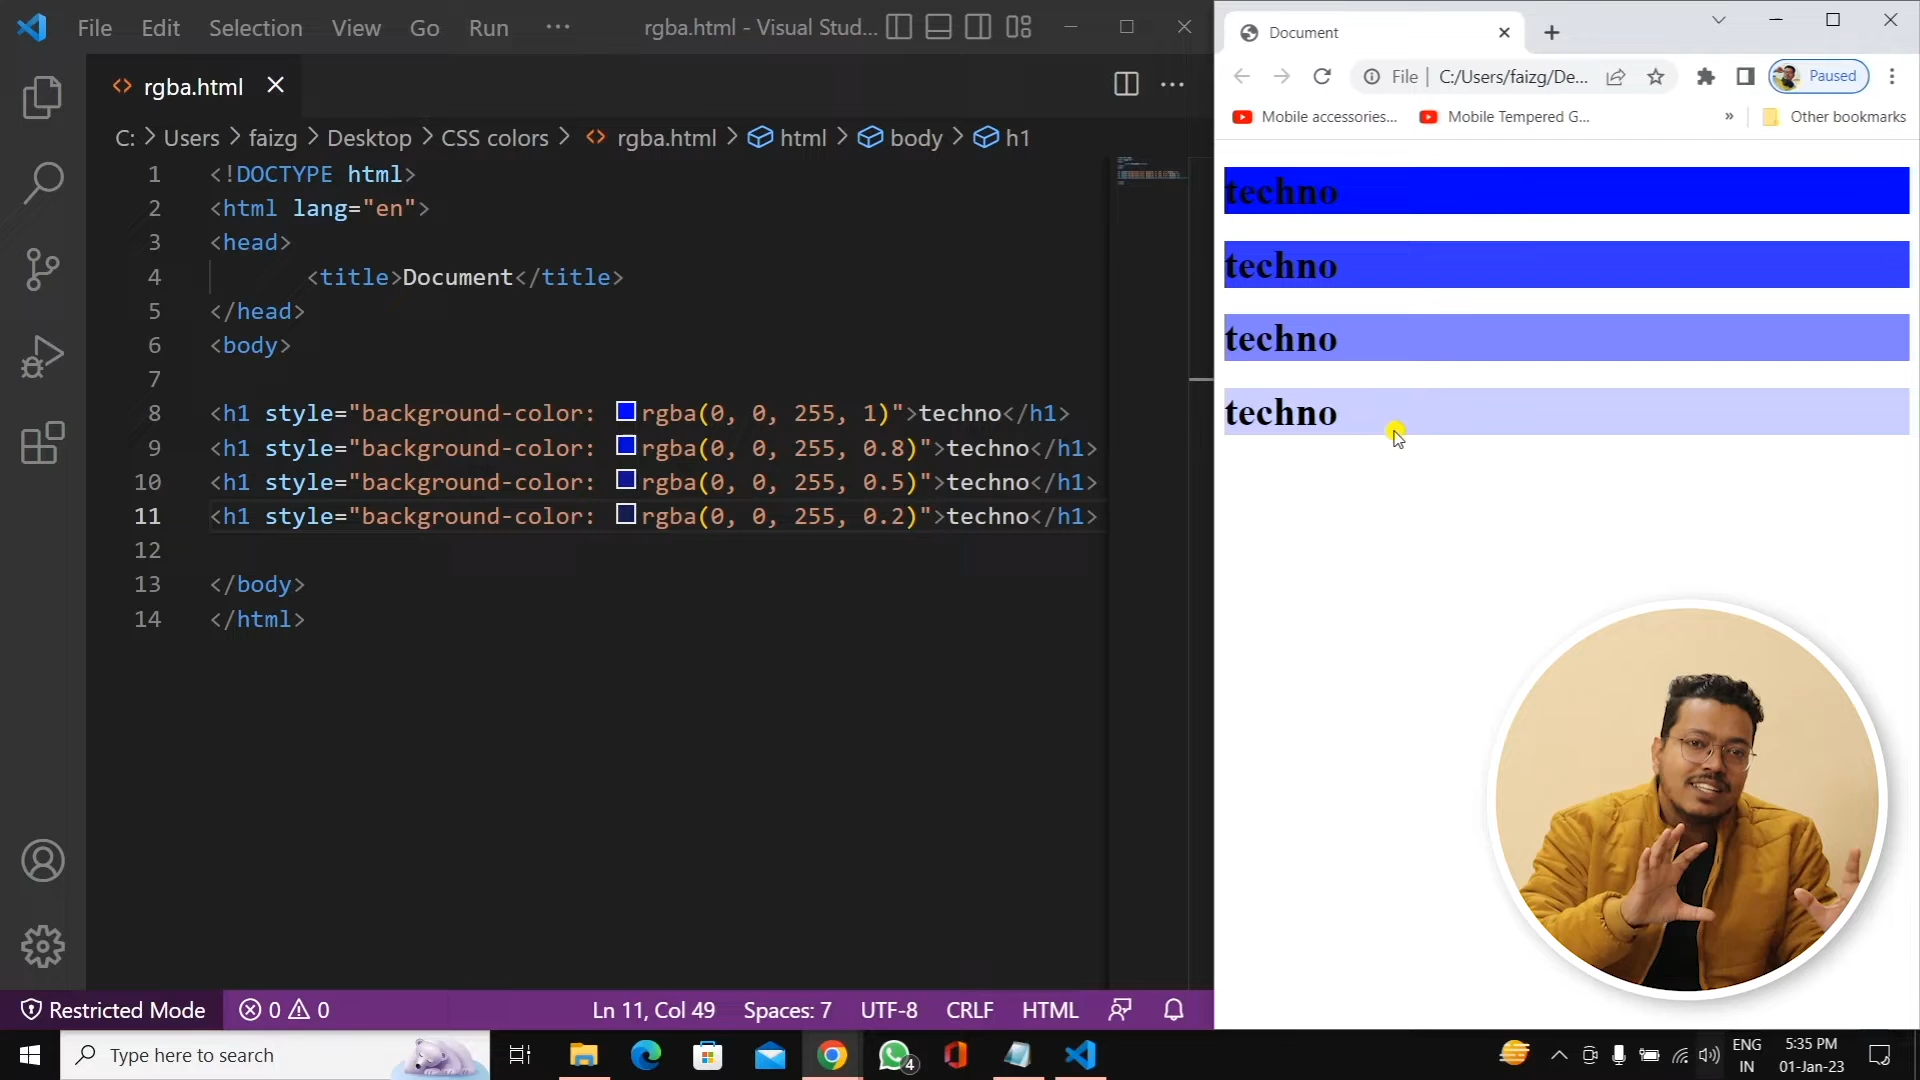 File Edit Selection View Go Run ··· rgba.html - Visual Stud...
rgba.html
C: > Users > faizg > Desktop > CSS colors > rgba.html > html > body > h1
1 <!DOCTYPE html>
2 <html lang="en">
3 <head>
4 <title>Document</title>
5 </head>
6 <body>
7
8 <h1 style="background-color: rgba(0, 0, 255, 1)">techno</h1>
9 <h1 style="background-color: rgba(0, 0, 255, 0.8)">techno</h1>
10 <h1 style="background-color: rgba(0, 0, 255, 0.5)">techno</h1>
11 <h1 style="background-color: rgba(0, 0, 255, 0.2)">techno</h1>
12
13 </body>
14 </html>
Restricted Mode 0 0 Ln 11, Col 49 Spaces: 7 UTF-8 CRLF HTML
Document
File C:/Users/faizg/De... Paused
Mobile accessories... Mobile Tempered G... » Other bookmarks
techno
techno
techno
techno
Type here to search
4
ENG
IN
5:35 PM
01-Jan-23